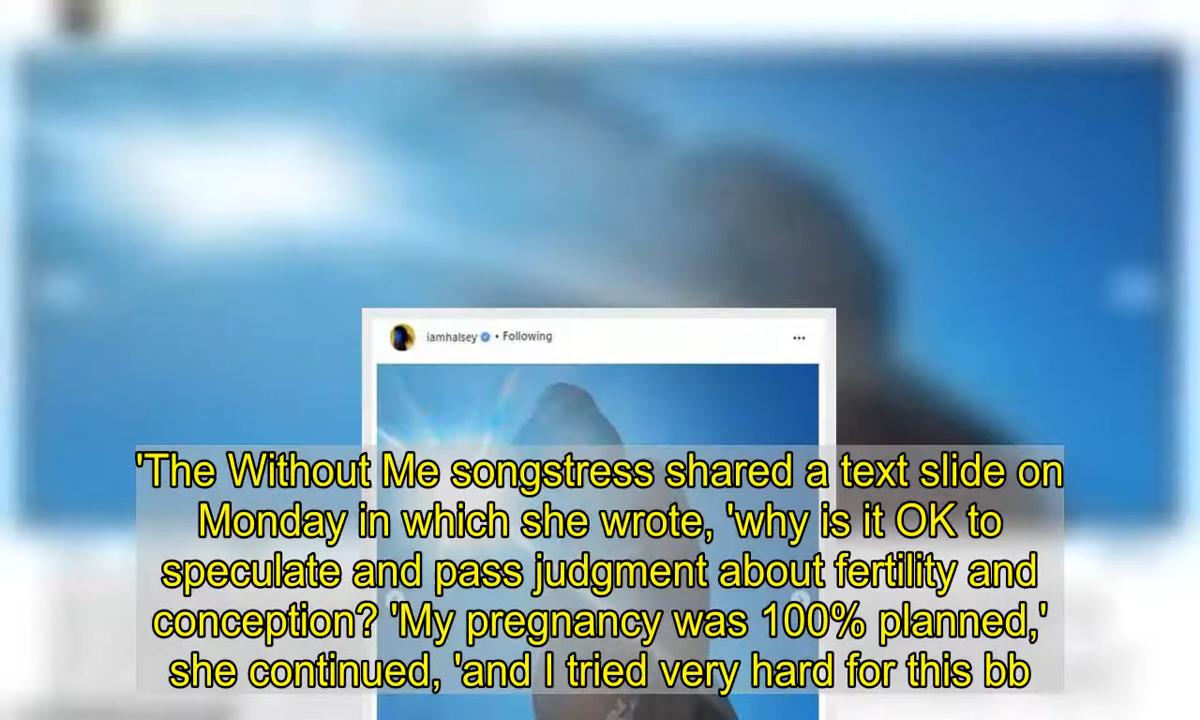 iamhalsey • Following
'The Without Me songstress shared a text slide on
Monday in which she wrote, 'why is it OK to
speculate and pass judgment about fertility and
conception? 'My pregnancy was 100% planned,'
she continued, 'and I tried very hard for this bb